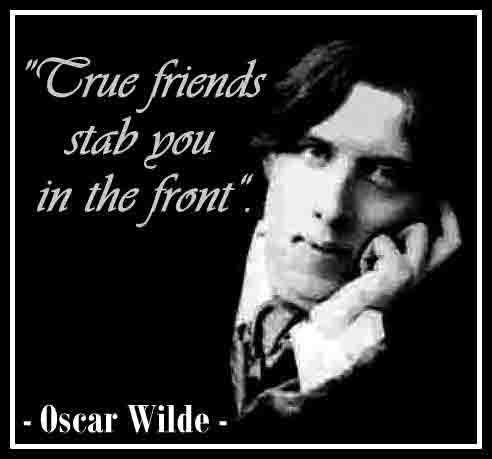 "True friends
stab you
in the front".
- Oscar Wilde -